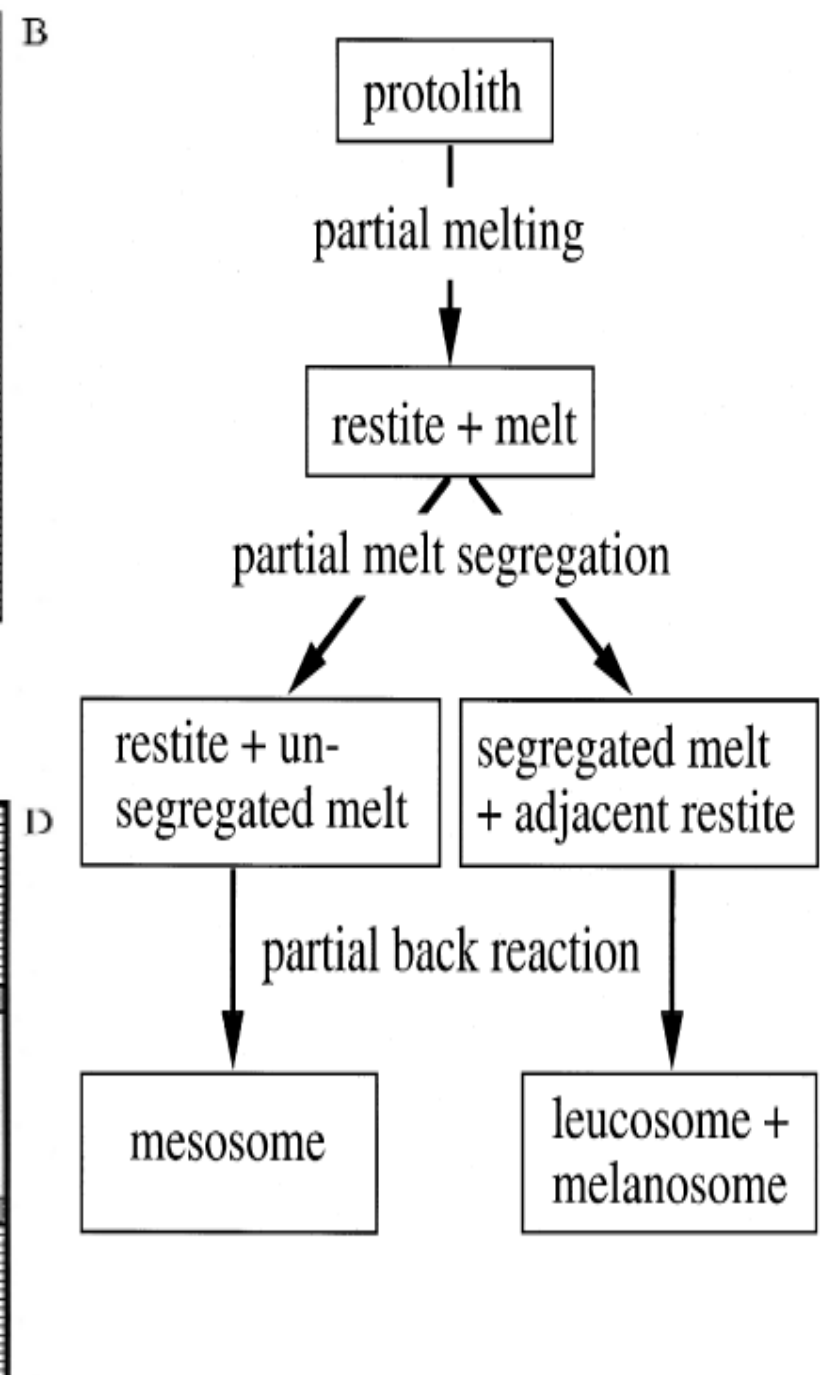 B
protolith
partial melting
restite + melt
partial melt segregation
restite + un-
segregated melt
segregated melt
+ adjacent restite
D
partial back reaction
mesosome
leucosome +
melanosome